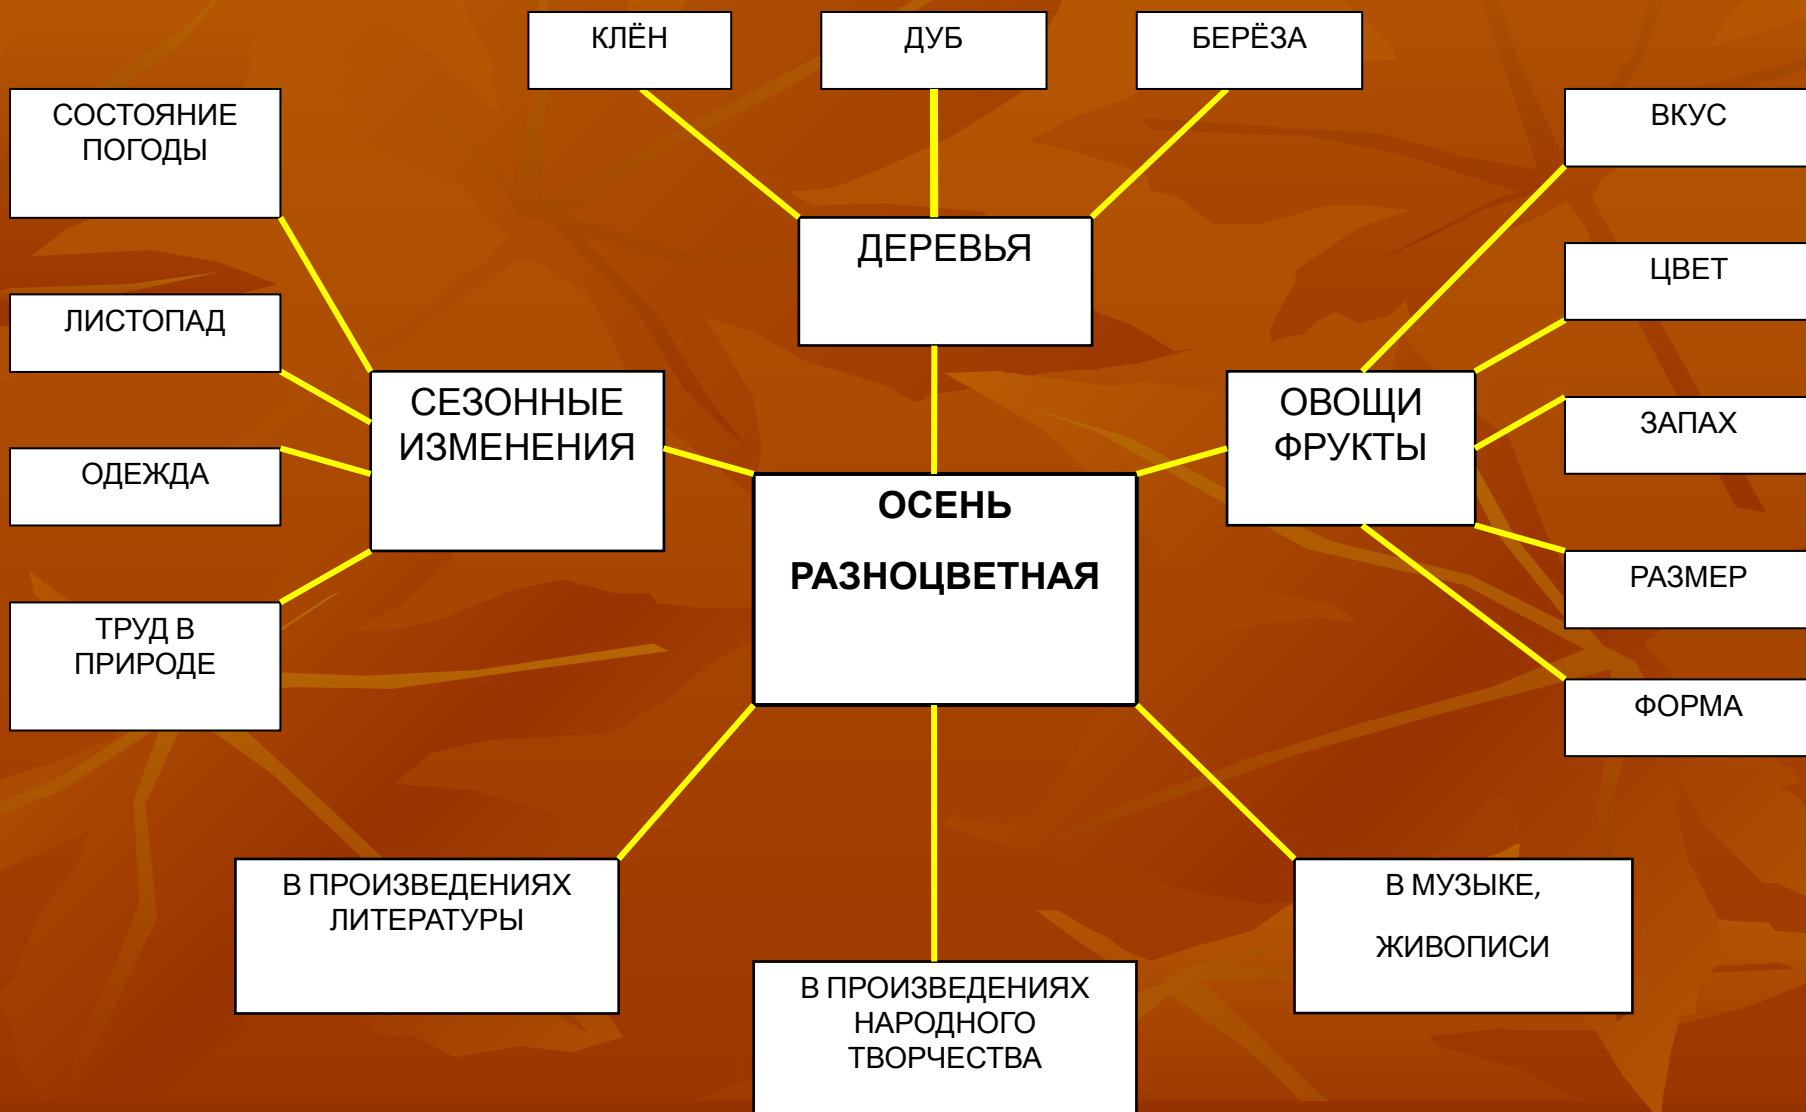 КЛЁН
ДУБ
БЕРЁЗА
СОСТОЯНИЕ
ПОГОДЫ
ВКУС
ДЕРЕВЬЯ
ЦВЕТ
ЛИСТОПАД
СЕЗОННЫЕ
ИЗМЕНЕНИЯ
ОВОЩИ
ФРУКТЫ
ЗАПАХ
ОДЕЖДА
ОСЕНЬ
РАЗНОЦВЕТНАЯ
РАЗМЕР
ТРУД В
ПРИРОДЕ
ФОРМА
В ПРОИЗВЕДЕНИЯХ
ЛИТЕРАТУРЫ
В МУЗЫКЕ,
ЖИВОПИСИ
В ПРОИЗВЕДЕНИЯХ
НАРОДНОГО
ТВОРЧЕСТВА